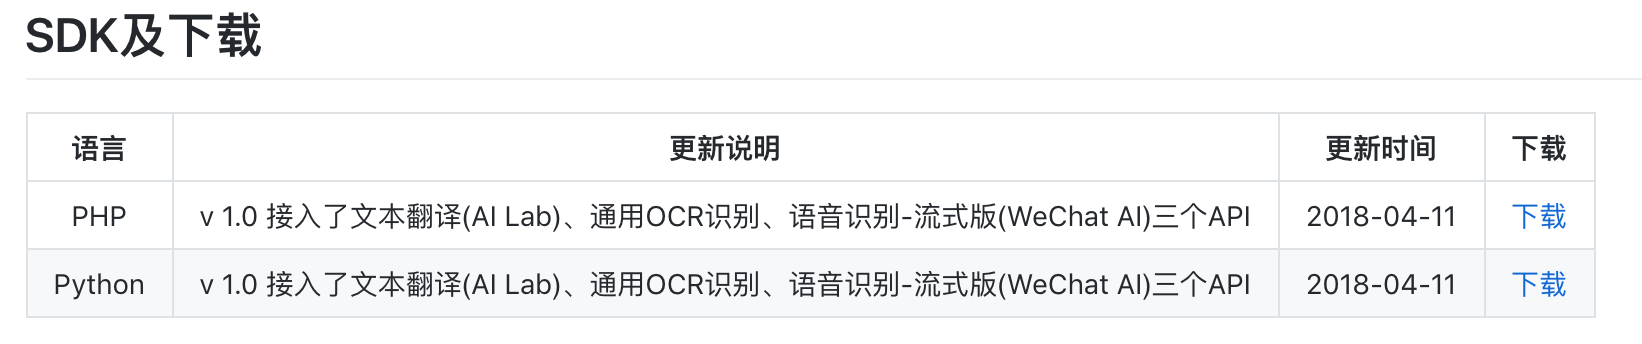 SDK及下载
语言 更新说明 更新时间 下载
PHP v 1.0 接入了文本翻译(AI Lab)、通用OCR识别、语音识别-流式版(WeChat AI)三个API 2018-04-11 下载
Python v 1.0 接入了文本翻译(AI Lab)、通用OCR识别、语音识别-流式版(WeChat AI)三个API 2018-04-11 下载